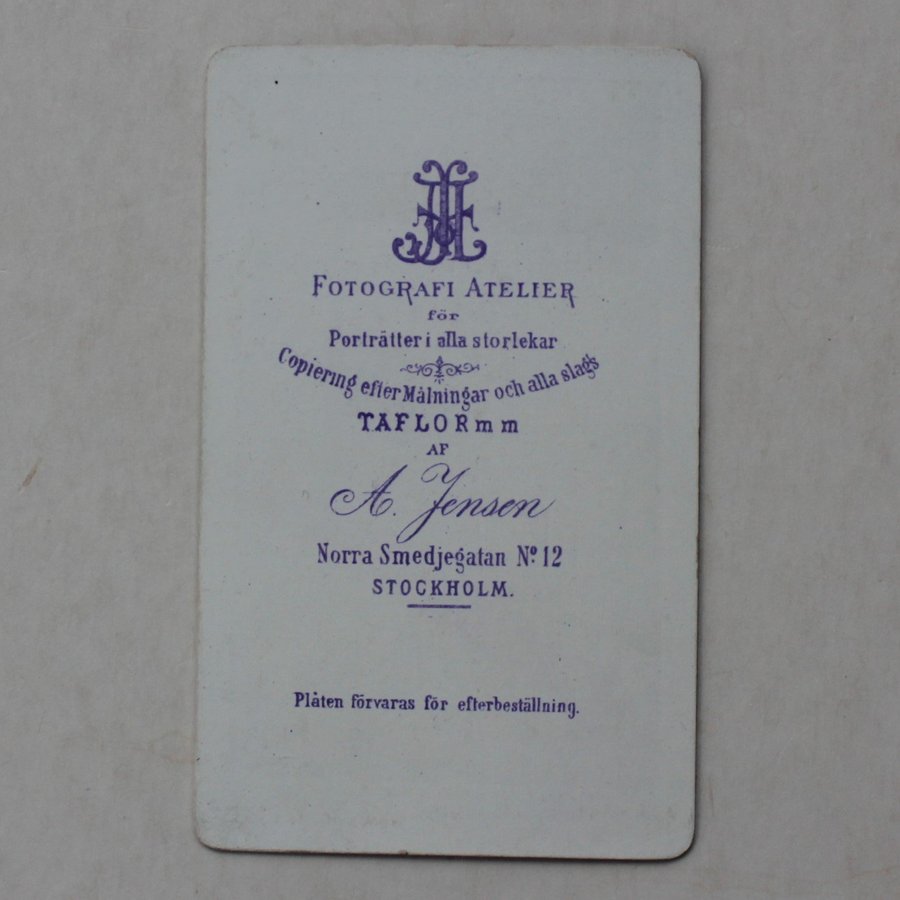 FOTOGRAFI ATELIER
för
Porträtter i alla storlekar
Copiering efter Målningar och alla slags
TAFLOR m m
AF
A. Jensen
Norra Smedjegatan No. 12
STOCKHOLM.
Plåten förvaras för efterbeställning.